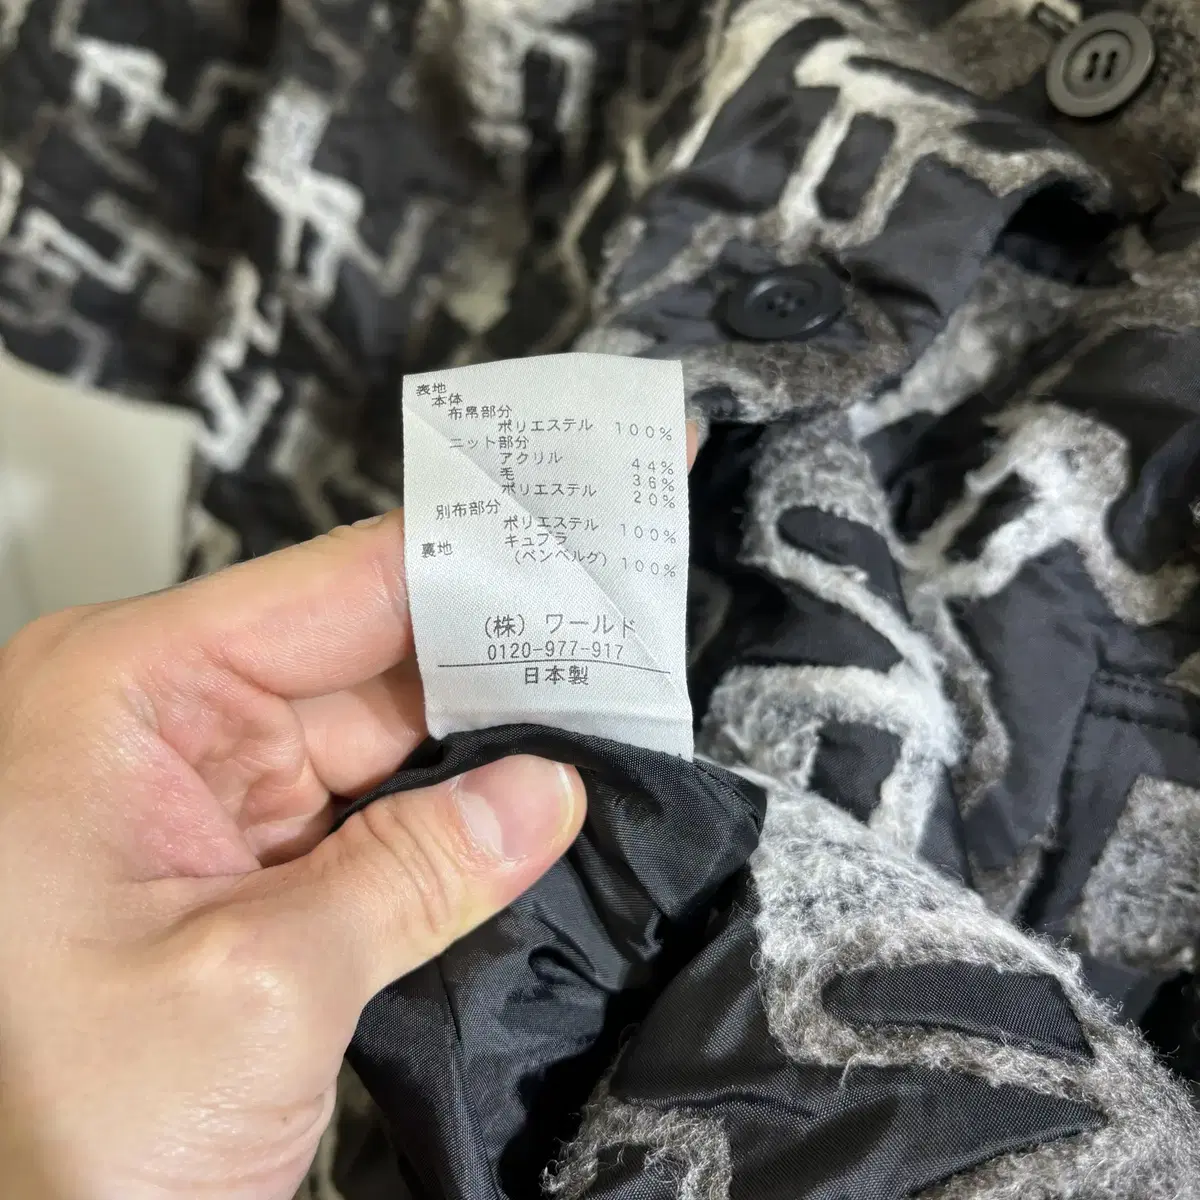 表地
本体
布帛部分
ポリエステル 100%
ニット部分
アクリル 44%
毛 36%
ポリエステル 20%
別布部分
ポリエステル 100%
裏地 キュプラ
(ベンベルグ) 100%
(株) ワールド
0120-977-917
日本製